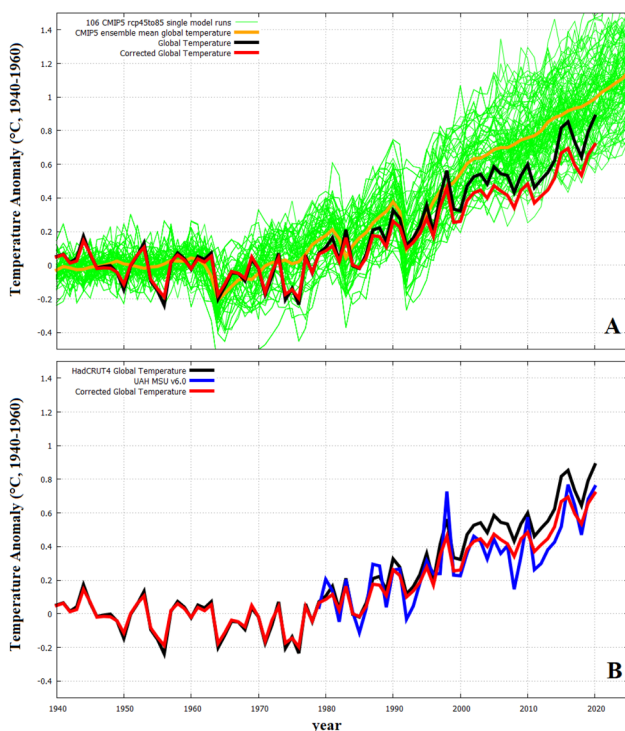 106 CMIP5 rcp45to85 single model runs
CMIP5 ensemble mean global temperature
Global Temperature
Corrected Global Temperature
Temperature Anomaly (°C, 1940-1960)
1.4
1.2
1
0.8
0.6
0.4
0.2
0
-0.2
-0.4
A
HadCRUT4 Global Temperature
UAH MSU v6.0
Corrected Global Temperature
Temperature Anomaly (°C, 1940-1960)
1.4
1.2
1
0.8
0.6
0.4
0.2
0
-0.2
-0.4
B
1940 1950 1960 1970 1980 1990 2000 2010 2020
year